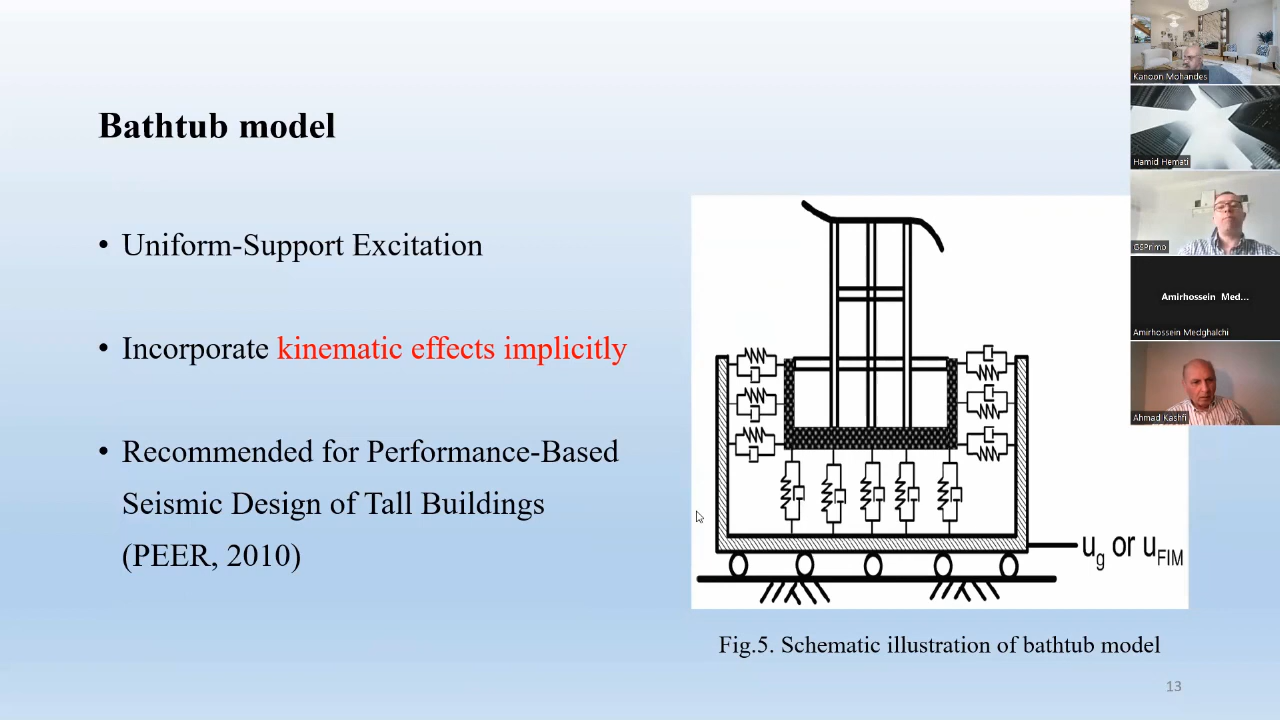 Bathtub model
• Uniform-Support Excitation
• Incorporate kinematic effects implicitly
• Recommended for Performance-Based
Seismic Design of Tall Buildings
(PEER, 2010)
ug or uFIM
Fig.5. Schematic illustration of bathtub model
13
Kanoon Mohandes
Hamid Hemati
GSPrimo
Amirhossein Med...
Amirhossein Medghalchi
Ahmad Kashfi